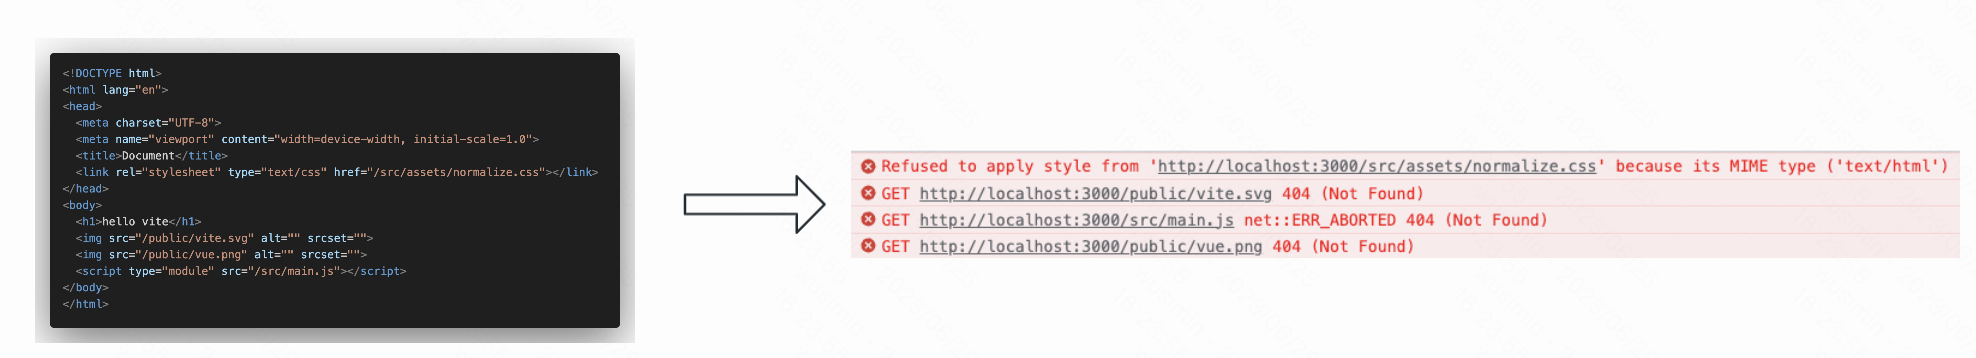 <!DOCTYPE html>
<html lang="en">
<head>
  <meta charset="UTF-8">
  <meta name="viewport" content="width=device-width, initial-scale=1.0">
  <title>Document</title>
  <link rel="stylesheet" type="text/css" href="/src/assets/normalize.css"></link>
</head>
<body>
  <h1>hello vite</h1>
  <img src="/public/vite.svg" alt="" srcset="">
  <img src="/public/vue.png" alt="" srcset="">
  <script type="module" src="/src/main.js"></script>
</body>
</html>
Refused to apply style from 'http://localhost:3000/src/assets/normalize.css' because its MIME type ('text/html')
GET http://localhost:3000/public/vite.svg 404 (Not Found)
GET http://localhost:3000/src/main.js net::ERR_ABORTED 404 (Not Found)
GET http://localhost:3000/public/vue.png 404 (Not Found)